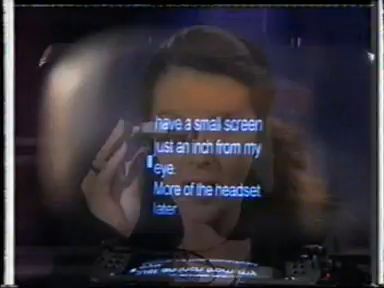 have a small screen
just an inch from my
eye.
More of the headset
later